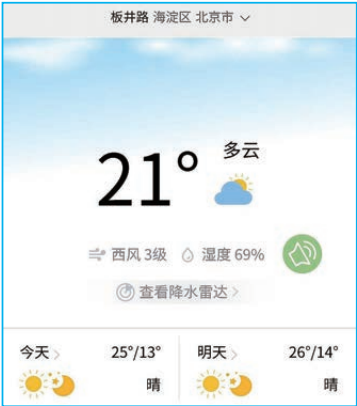 板井路 海淀区 北京市
21° 多云
西风 3级 湿度 69%
查看降水雷达
今天 25°/13° 明天 26°/14°
晴 晴